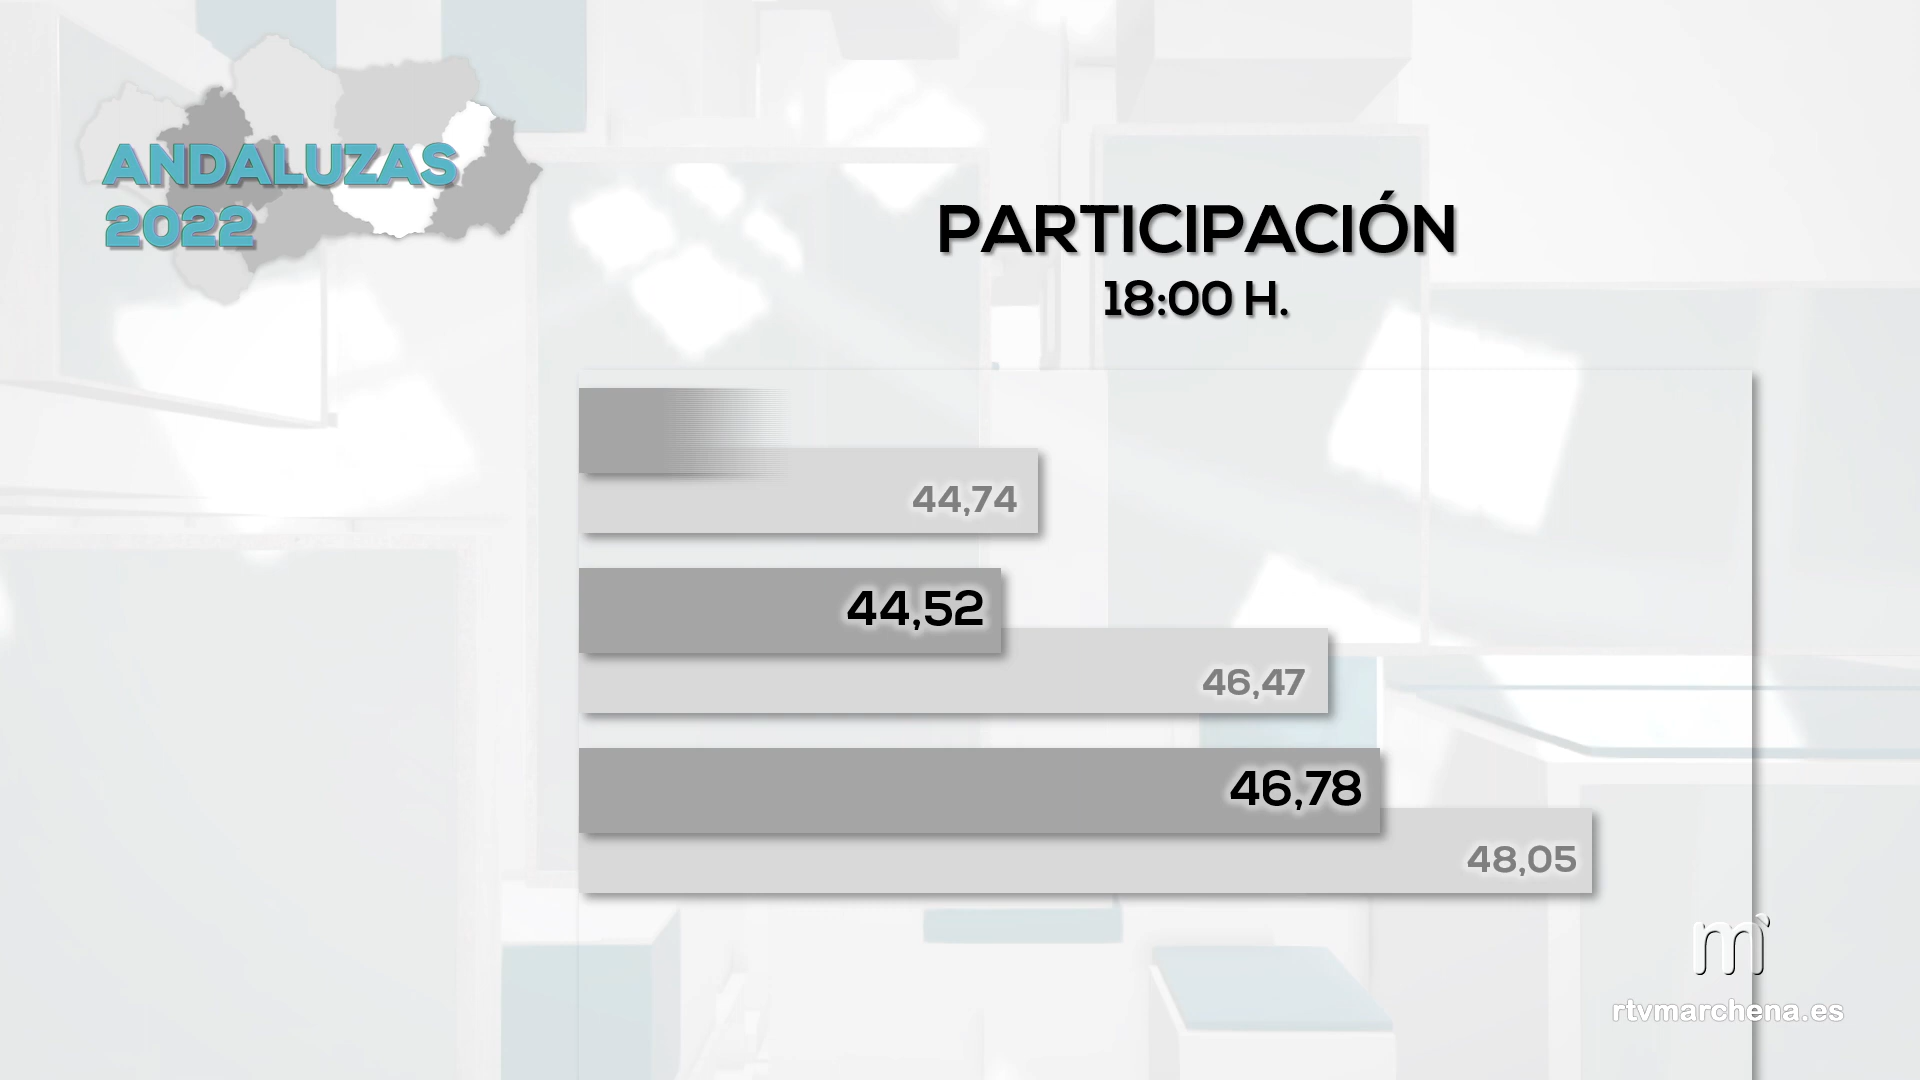 ANDALUZAS
2022
PARTICIPACIÓN
18:00 H.
44,74
44,52
46,47
46,78
48,05
m
rtvmarchena.es